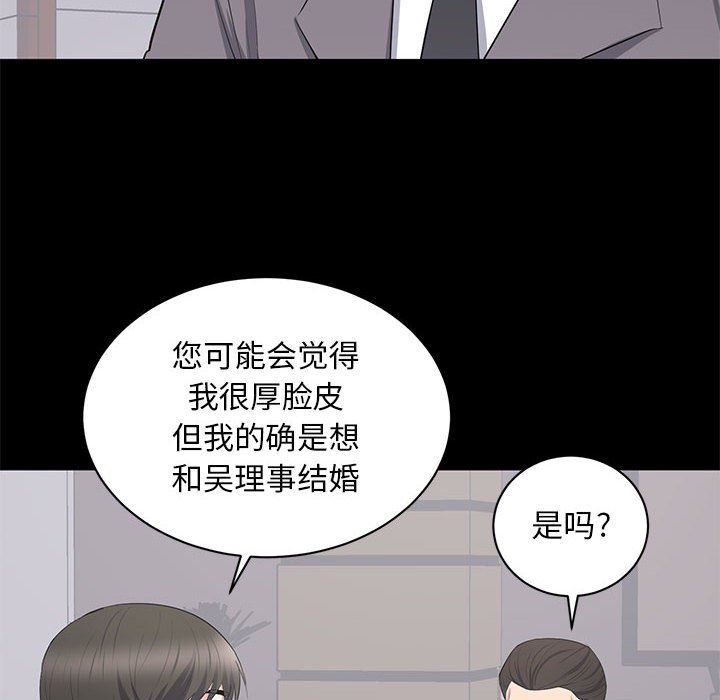 您可能会觉得
我很厚脸皮
但我的确是想
和吴理事结婚
是吗?